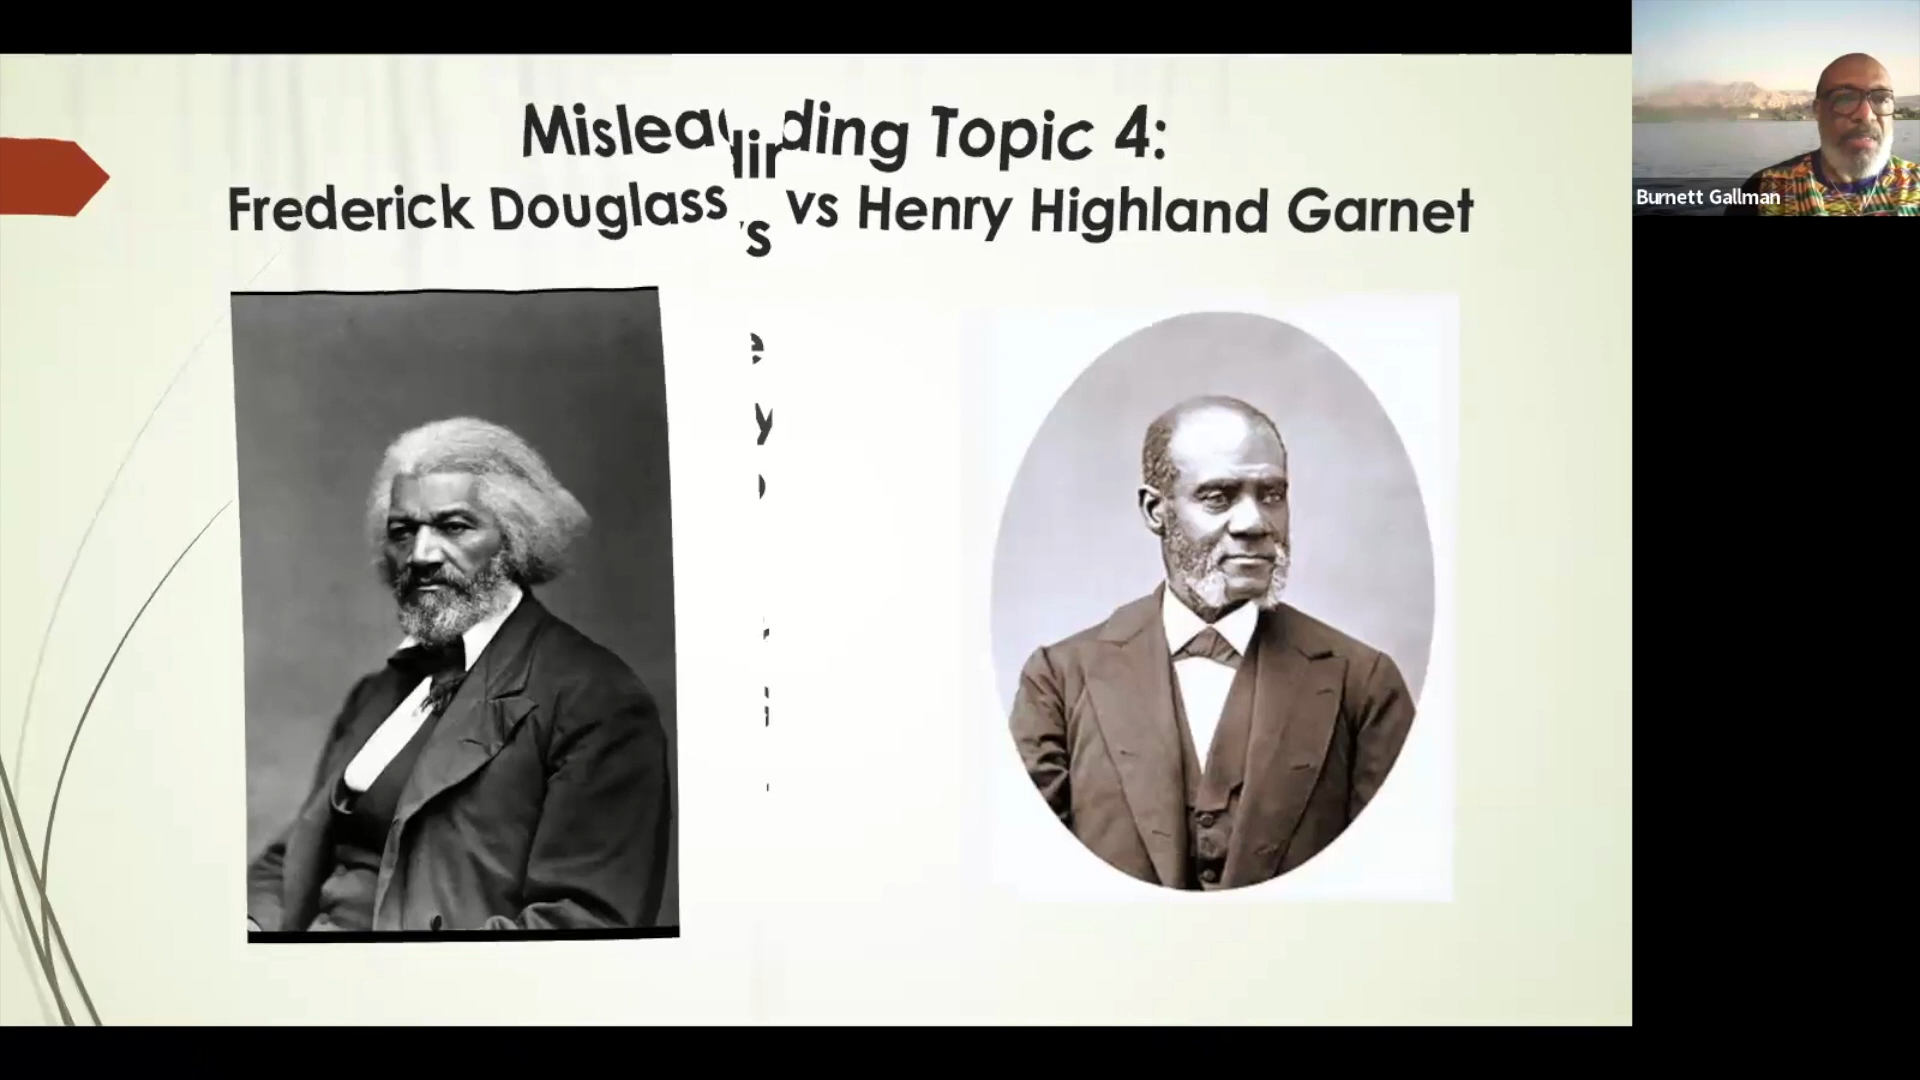 Misleading Topic 4:
Frederick Douglass vs Henry Highland Garnet
Burnett Gallman